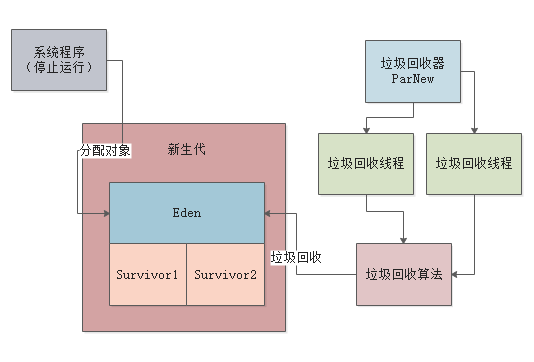 系统程序
（停止运行）
垃圾回收器
ParNew
分配对象
新生代
垃圾回收线程
垃圾回收线程
Eden
垃圾回收
Survivor1
Survivor2
垃圾回收算法